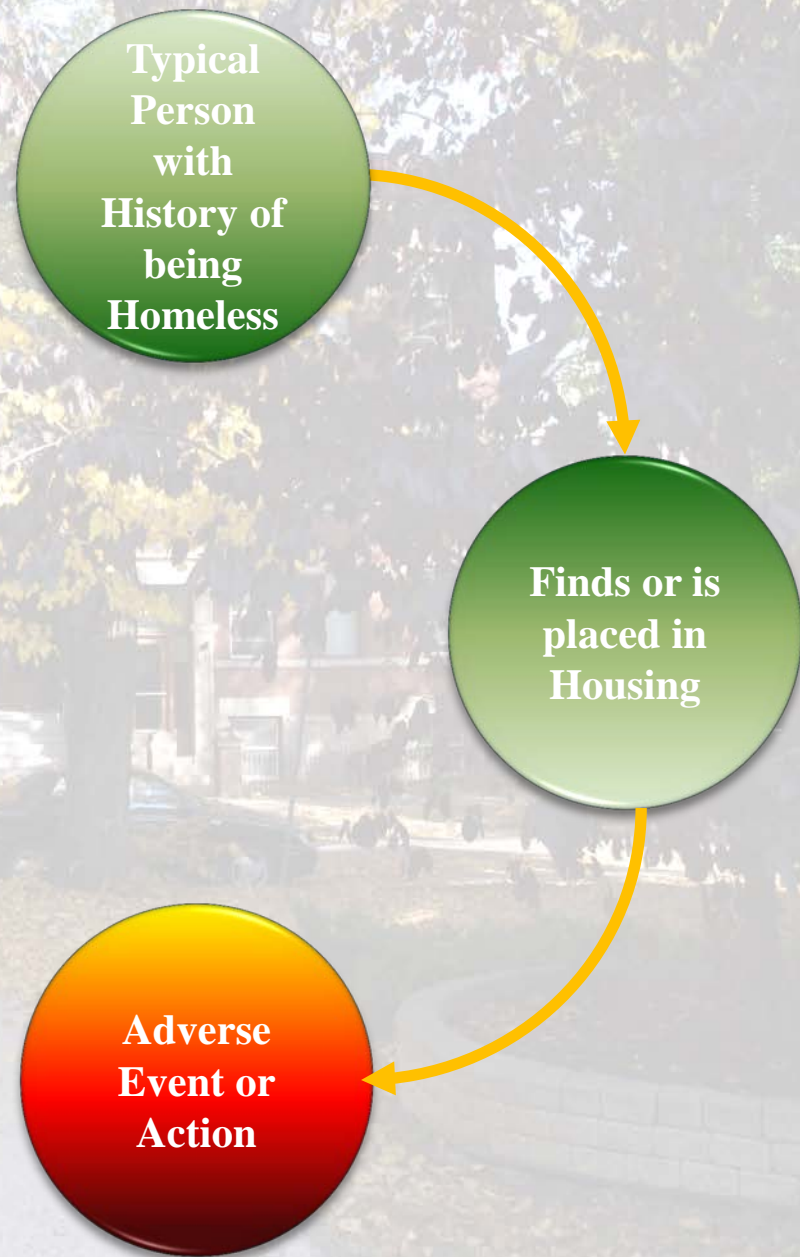 Typical
Person
with
History of
being
Homeless
Finds or is
placed in
Housing
Adverse
Event or
Action